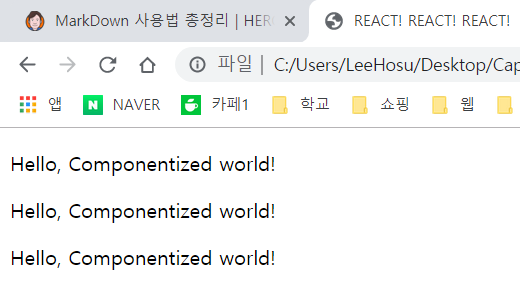 MarkDown 사용법 총정리 | HER
REACT! REACT! REACT!
파일 | C:/Users/LeeHosu/Desktop/Cap
앱 N NAVER 카페1 학교 쇼핑 웹
Hello, Componentized world!
Hello, Componentized world!
Hello, Componentized world!